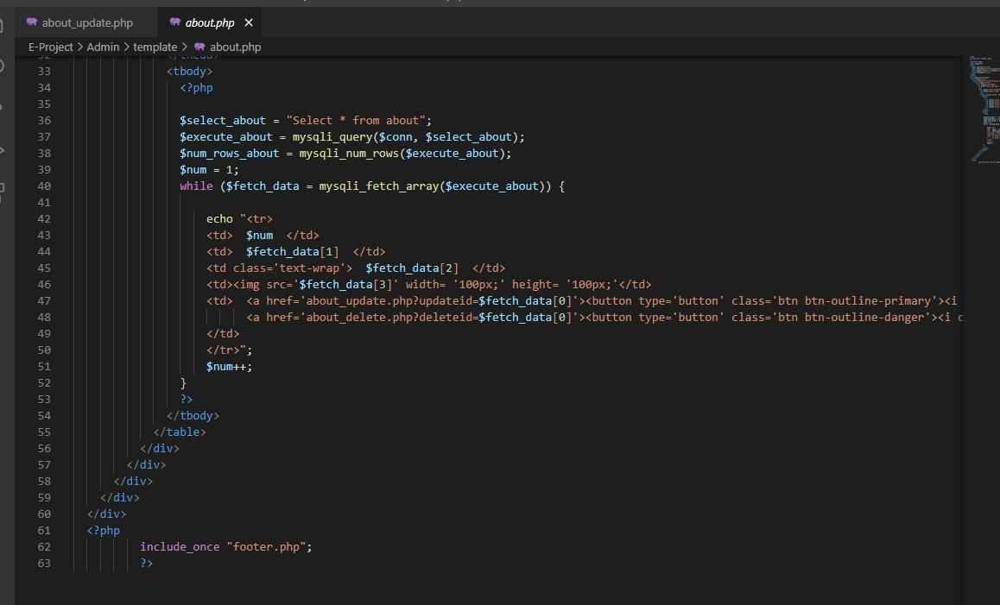 about_update.php
about.php ×
E-Project > Admin > template > about.php
33 <tbody>
34 <?php
35
36 $select_about = "Select * from about";
37 $execute_about = mysqli_query($conn, $select_about);
38 $num_rows_about = mysqli_num_rows($execute_about);
39 $num = 1;
40 while ($fetch_data = mysqli_fetch_array($execute_about)) {
41
42 echo "<tr>
43 <td>  $num  </td>
44 <td>  $fetch_data[1]  </td>
45 <td class='text-wrap'>  $fetch_data[2]  </td>
46 <td><img src='$fetch_data[3]' width= '100px;' height= '100px;'</td>
47 <td>  <a href='about_update.php?updateid=$fetch_data[0]'><button type='button' class='btn btn-outline-primary'><i
48 <a href='about_delete.php?deleteid=$fetch_data[0]'><button type='button' class='btn btn-outline-danger'><i c
49 </td>
50 </tr>";
51 $num++;
52 }
53 ?>
54 </tbody>
55 </table>
56 </div>
57 </div>
58 </div>
59 </div>
60 </div>
61 <?php
62 include_once "footer.php";
63 ?>